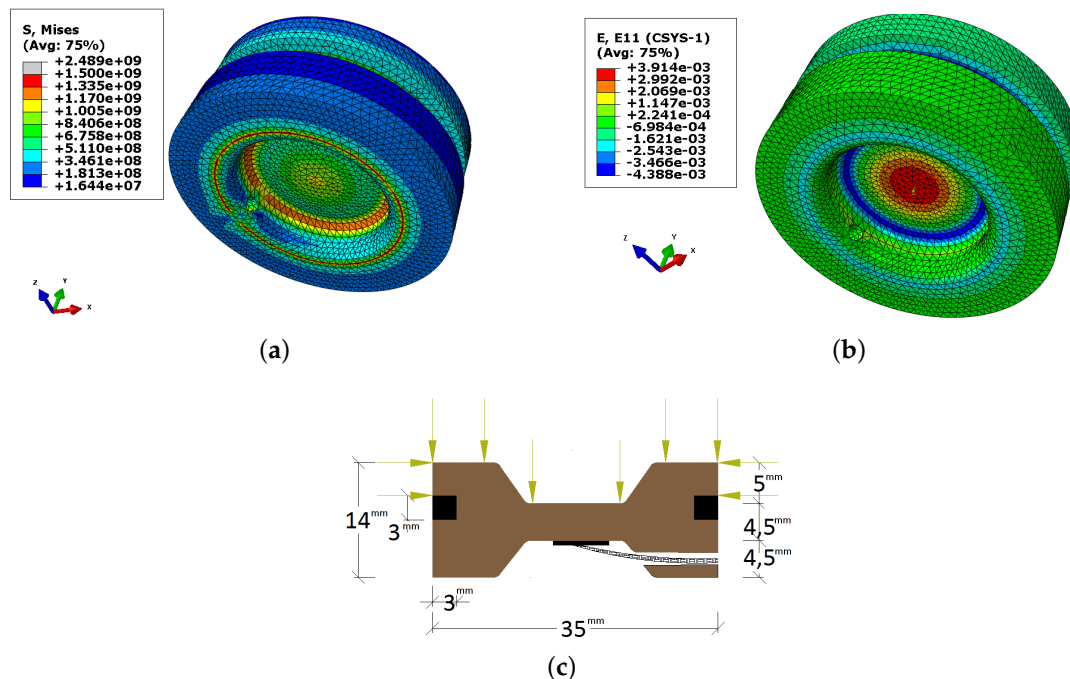 S, Mises
(Avg: 75%)
+2.489e+09
+1.500e+09
+1.335e+09
+1.170e+09
+1.005e+09
+8.406e+08
+6.758e+08
+5.110e+08
+3.461e+08
+1.813e+08
+1.644e+07
Z
Y
X
(a)
E, E11 (CSYS-1)
(Avg: 75%)
+3.914e-03
+2.992e-03
+2.069e-03
+1.147e-03
+2.241e-04
-6.984e-04
-1.621e-03
-2.543e-03
-3.466e-03
-4.388e-03
Z
Y
X
(b)
14mm
3mm
5mm
4,5mm
4,5mm
3mm
35mm
(c)